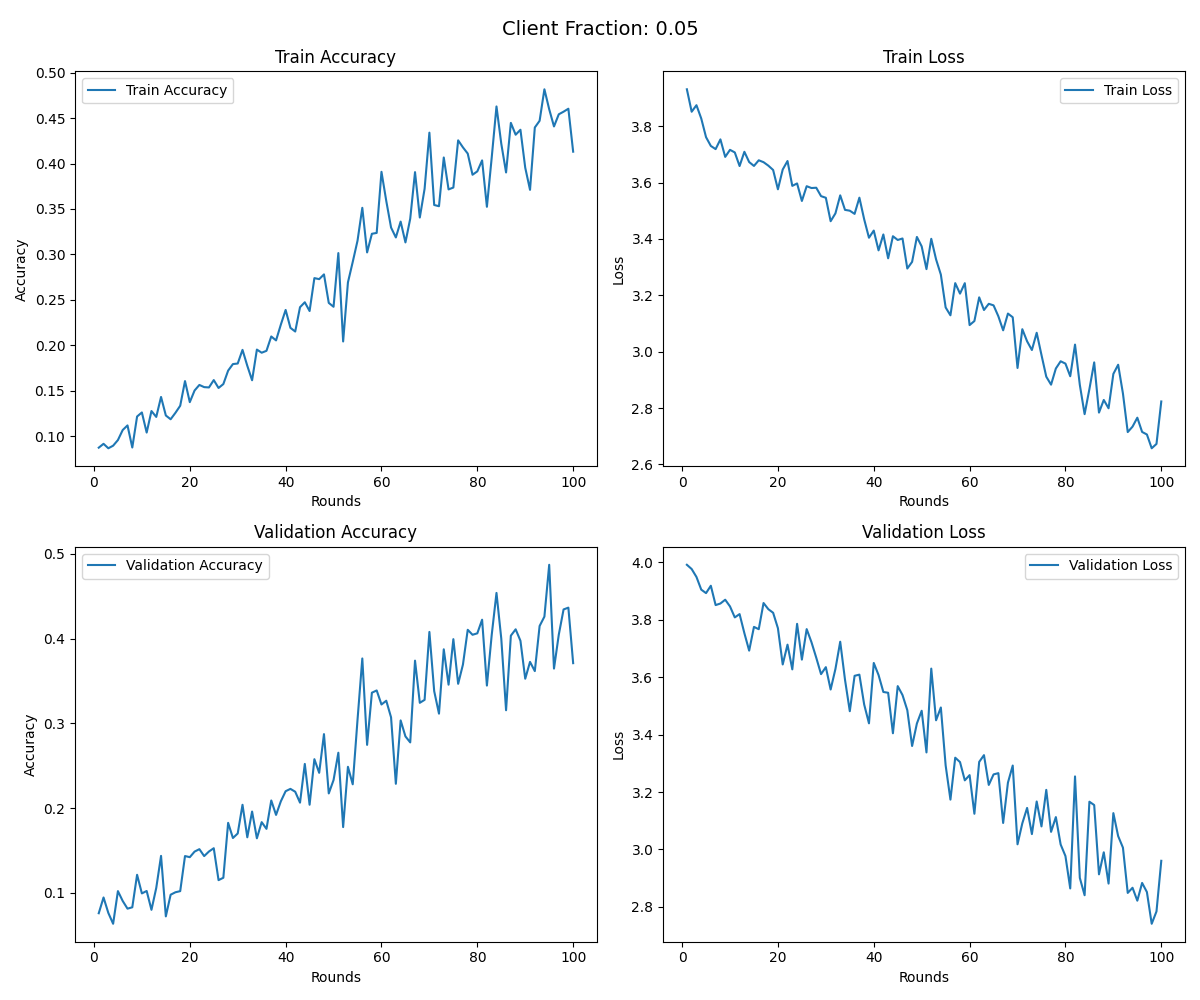 Client Fraction: 0.05
Train Accuracy
Train Accuracy
0.50
0.45
0.40
0.35
0.30
0.25
0.20
0.15
0.10
Accuracy
0 20 40 60 80 100
Rounds
Train Loss
Train Loss
3.8
3.6
3.4
3.2
3.0
2.8
2.6
Loss
0 20 40 60 80 100
Rounds
Validation Accuracy
Validation Accuracy
0.5
0.4
0.3
0.2
0.1
Accuracy
0 20 40 60 80 100
Rounds
Validation Loss
Validation Loss
4.0
3.8
3.6
3.4
3.2
3.0
2.8
Loss
0 20 40 60 80 100
Rounds